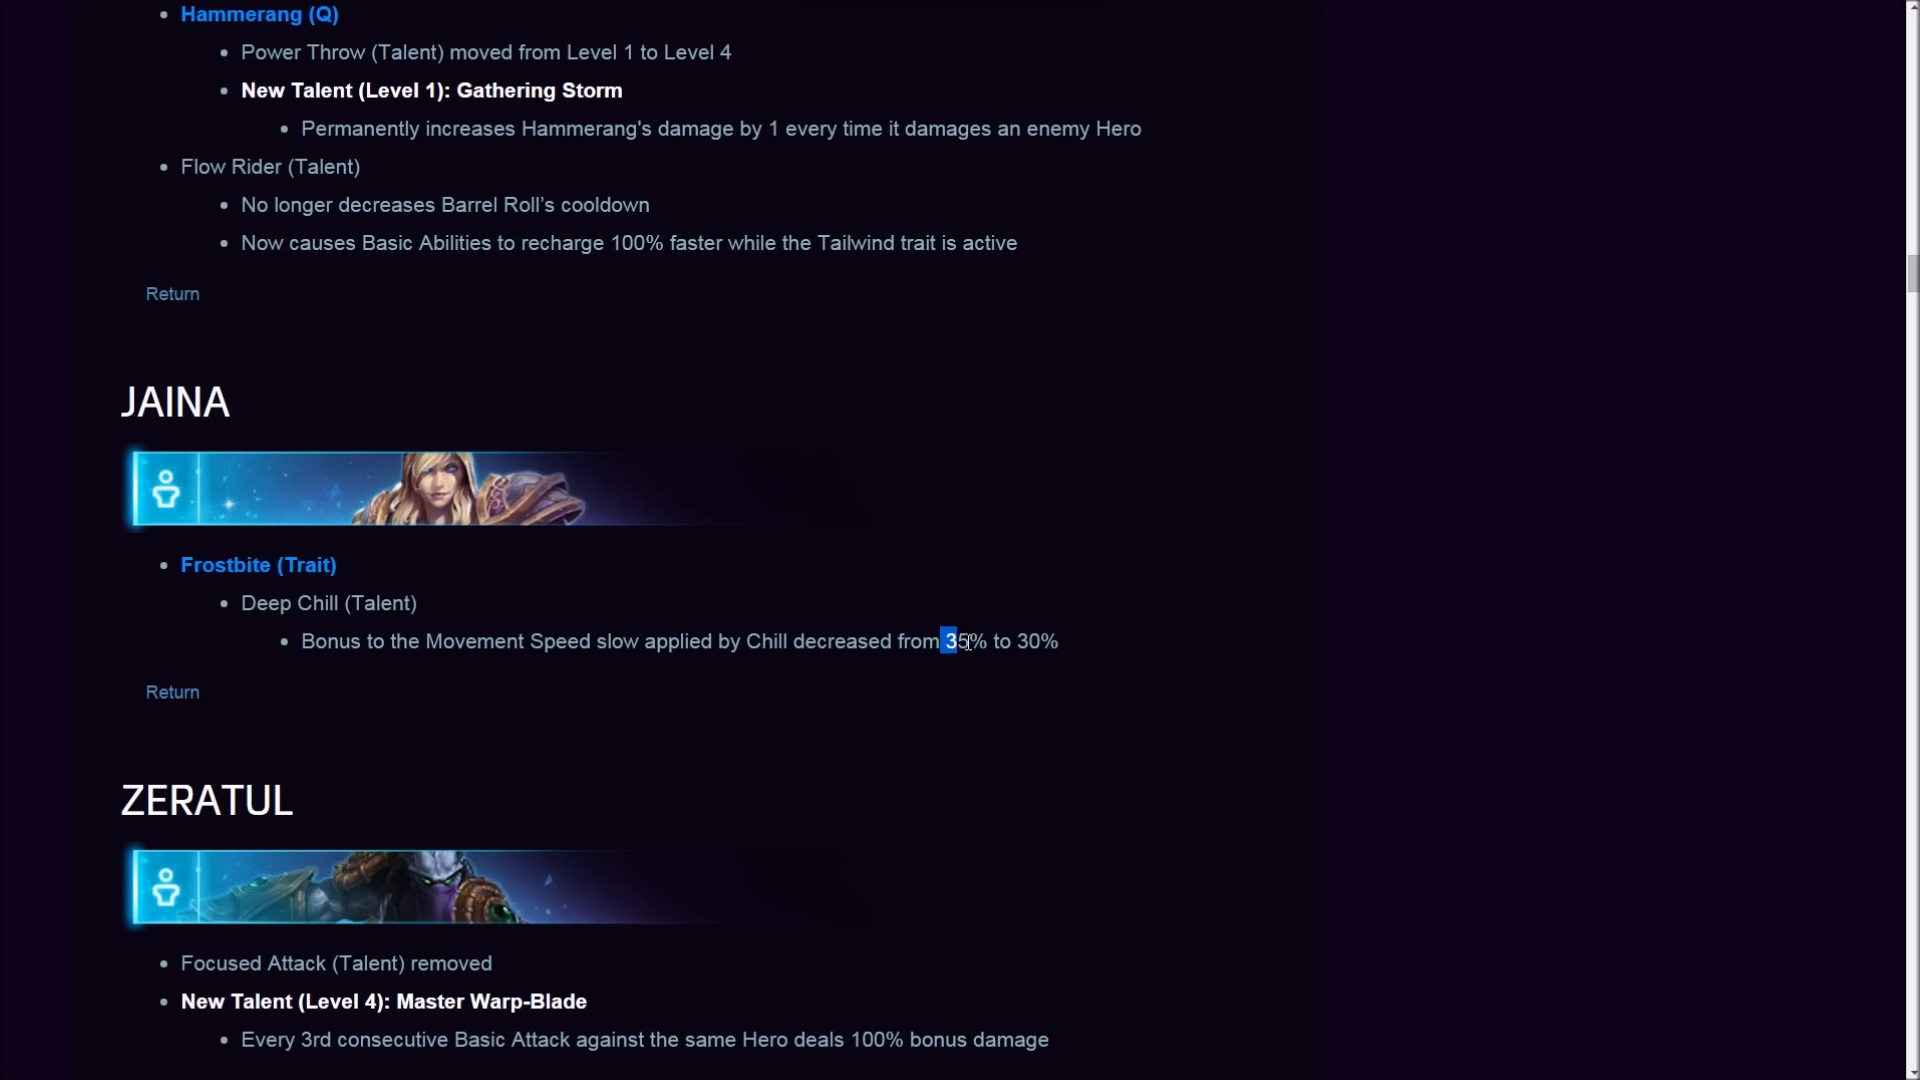 Hammerang (Q)
Power Throw (Talent) moved from Level 1 to Level 4
New Talent (Level 1): Gathering Storm
Permanently increases Hammerang's damage by 1 every time it damages an enemy Hero
Flow Rider (Talent)
No longer decreases Barrel Roll’s cooldown
Now causes Basic Abilities to recharge 100% faster while the Tailwind trait is active
Return
JAINA
Frostbite (Trait)
Deep Chill (Talent)
Bonus to the Movement Speed slow applied by Chill decreased from 35% to 30%
Return
ZERATUL
Focused Attack (Talent) removed
New Talent (Level 4): Master Warp-Blade
Every 3rd consecutive Basic Attack against the same Hero deals 100% bonus damage